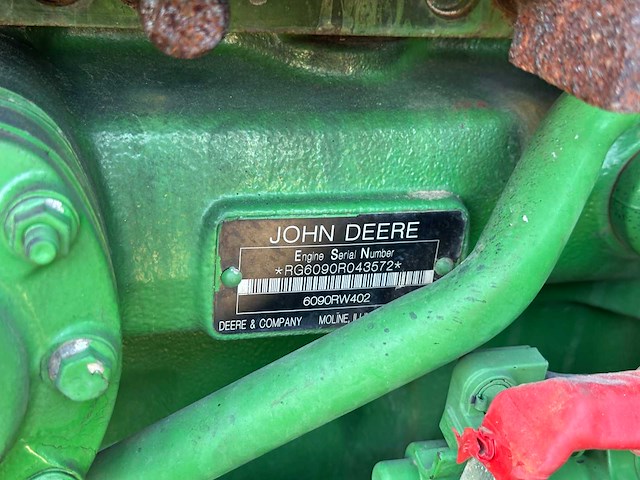 JOHN DEERE
Engine Serial Number
*RG6090R043572*
6090RW402
DEERE & COMPANY MOLINE,